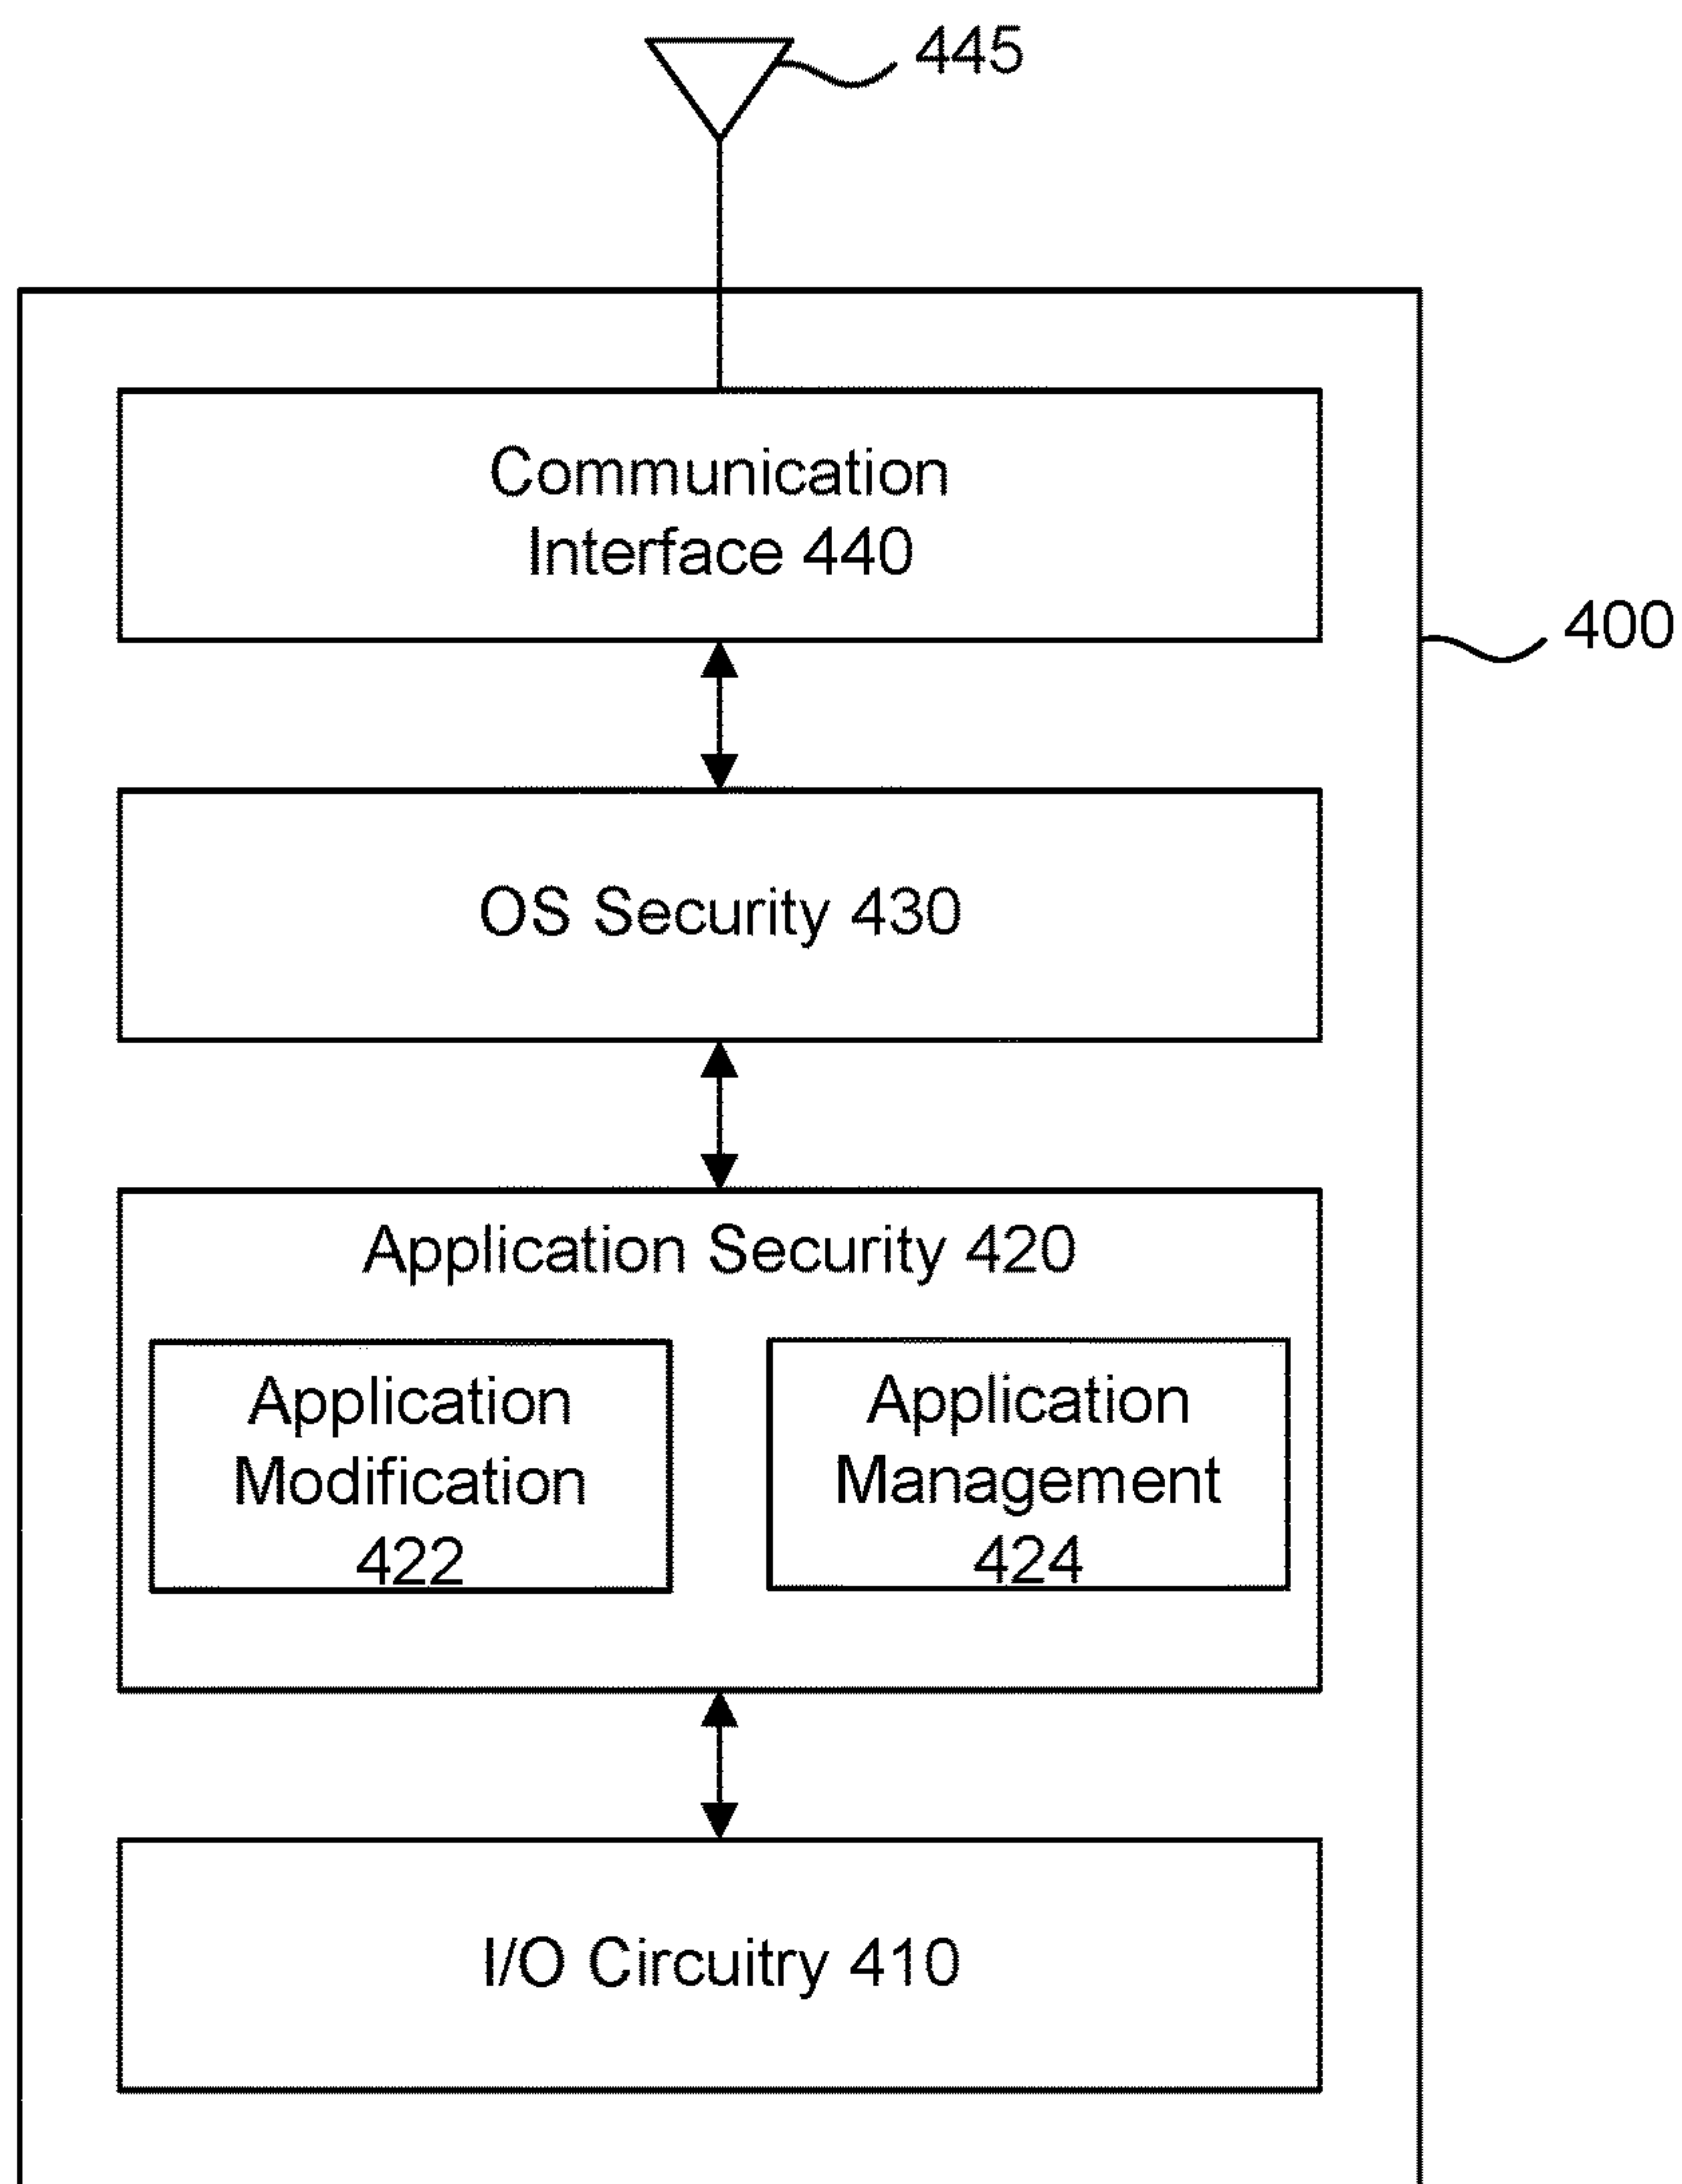 445
Communication
Interface 440
400
OS Security 430
Application Security 420
Application
Modification
422
Application
Management
424
I/O Circuitry 410